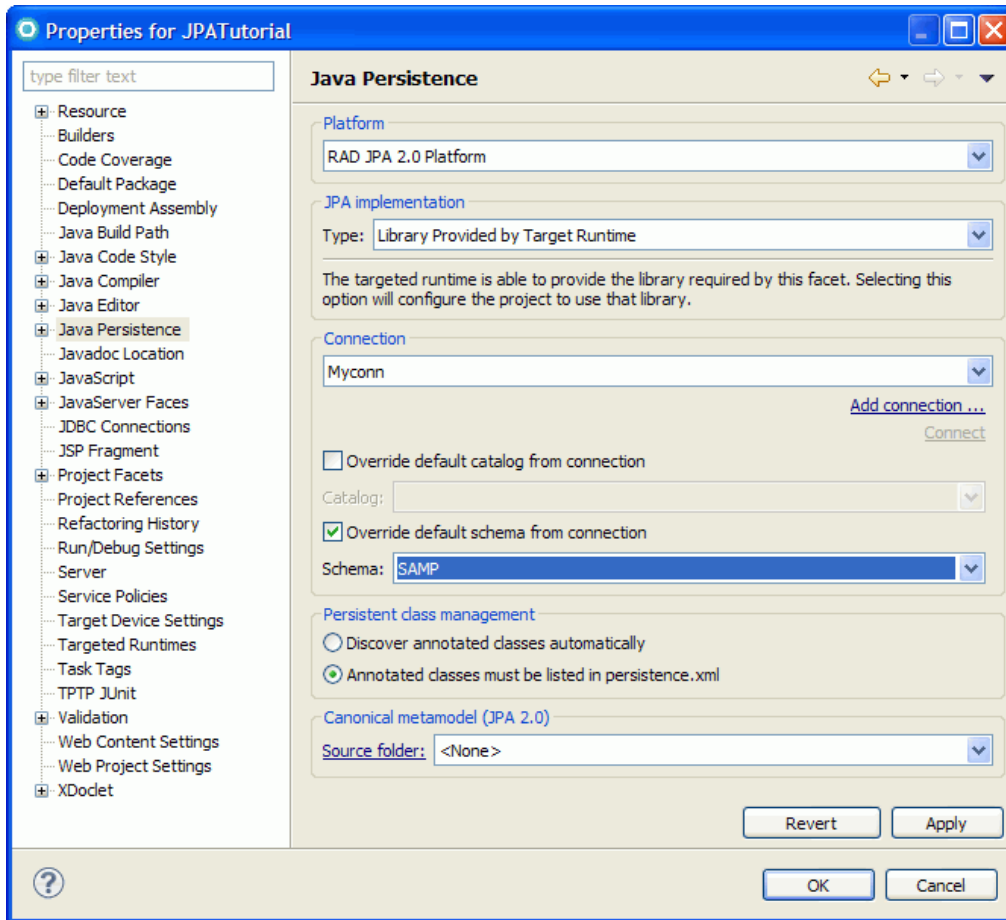 Properties for JPATutorial
type filter text
Resource
Builders
Code Coverage
Default Package
Deployment Assembly
Java Build Path
Java Code Style
Java Compiler
Java Editor
Java Persistence
Javadoc Location
JavaScript
JavaServer Faces
JDBC Connections
JSP Fragment
Project Facets
Project References
Refactoring History
Run/Debug Settings
Server
Service Policies
Target Device Settings
Targeted Runtimes
Task Tags
TPTP JUnit
Validation
Web Content Settings
Web Project Settings
XDoclet
Java Persistence
Platform
RAD JPA 2.0 Platform
JPA implementation
Type: Library Provided by Target Runtime
The targeted runtime is able to provide the library required by this facet. Selecting this
option will configure the project to use that library.
Connection
Myconn
Add connection ...
Connect
Override default catalog from connection
Catalog:
Override default schema from connection
Schema: SAMP
Persistent class management
Discover annotated classes automatically
Annotated classes must be listed in persistence.xml
Canonical metamodel (JPA 2.0)
Source folder: <None>
Revert Apply
? OK Cancel